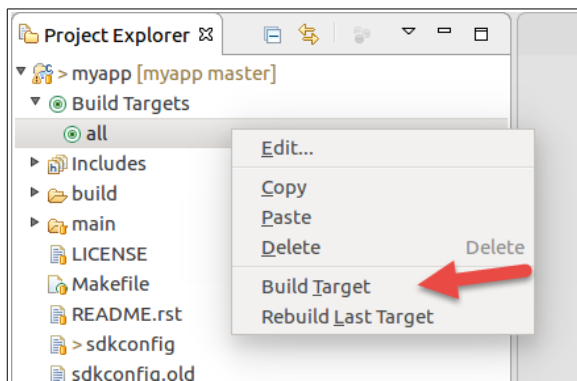 Project Explorer
> myapp [myapp master]
Build Targets
all
Includes
build
main
LICENSE
Makefile
README.rst
> sdkconfig
sdkconfig.old
Edit...
Copy
Paste
Delete Delete
Build Target
Rebuild Last Target